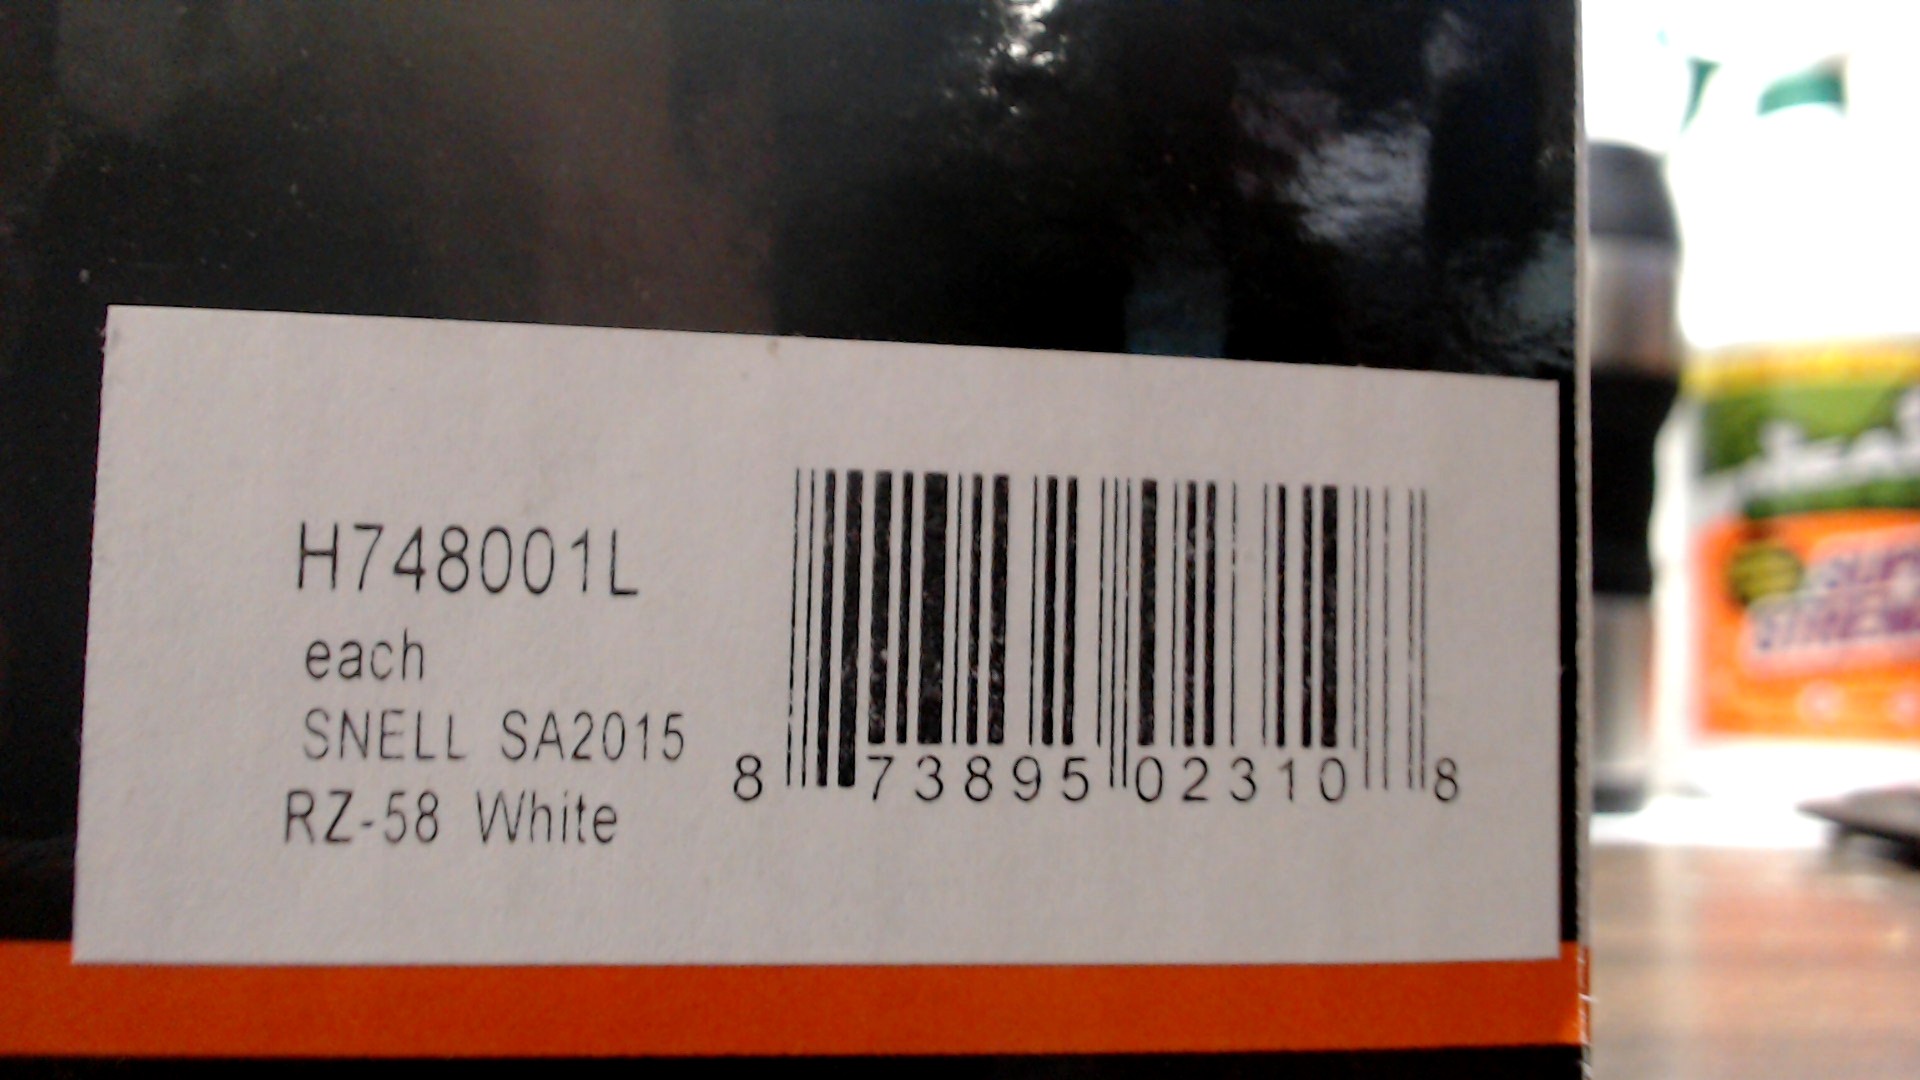 H748001L
each
SNELL SA2015
RZ-58 White
8 73895 02310 8